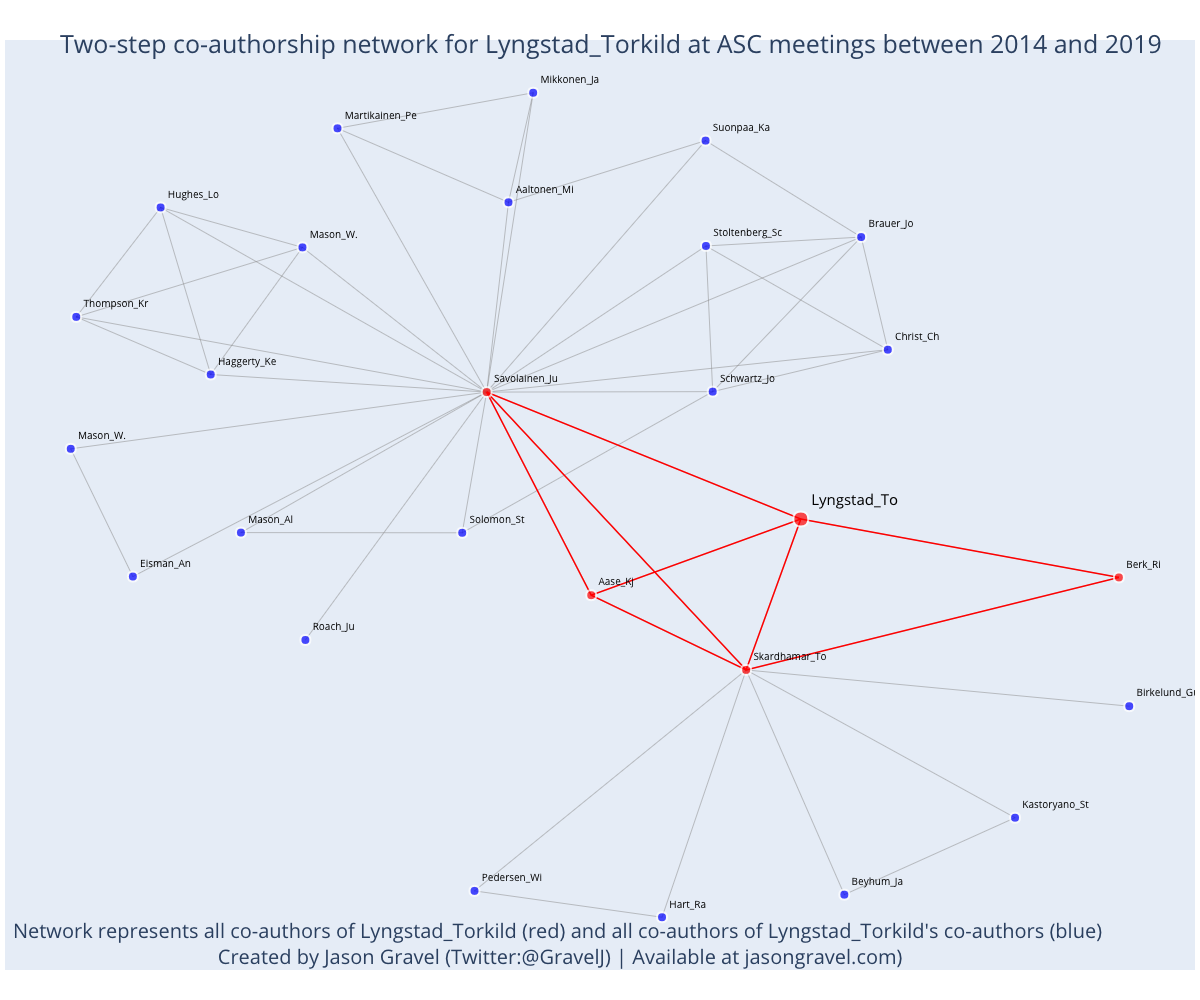 Two-step co-authorship network for Lyngstad_Torkild at ASC meetings between 2014 and 2019
Mikkonen_Ja
Martikainen_Pe
Suonpaa_Ka
Aaltonen_Mi
Hughes_Lo
Brauer_Jo
Stoltenberg_Sc
Mason_W.
Thompson_Kr
Christ_Ch
Haggerty_Ke
Savolainen_Ju
Schwartz_Jo
Mason_W.
Lyngstad_To
Mason_Al
Solomon_St
Eisman_An
Berk_Ri
Aase_Kj
Roach_Ju
Skardhamar_To
Birkelund_Gu
Kastoryano_St
Pedersen_Wi
Beyhum_Ja
Hart_Ra
Network represents all co-authors of Lyngstad_Torkild (red) and all co-authors of Lyngstad_Torkild's co-authors (blue)
Created by Jason Gravel (Twitter:@GravelJ) | Available at jasongravel.com)